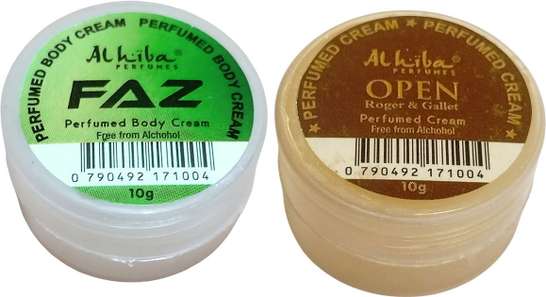 PERFUMED BODY CREAM PERFUMED BODY CREAM
Alhiba®
PERFUMES
FAZ
Perfumed Body Cream
Free from Alchohol
0 790492 171004
10g
★ PERFUMED CREAM ★ PERFUMED CREAM ★
Alhiba®
PERFUMES
OPEN
Roger & Gallet
Perfumed Cream
Free from Alchohol
0 790492 171004
10g